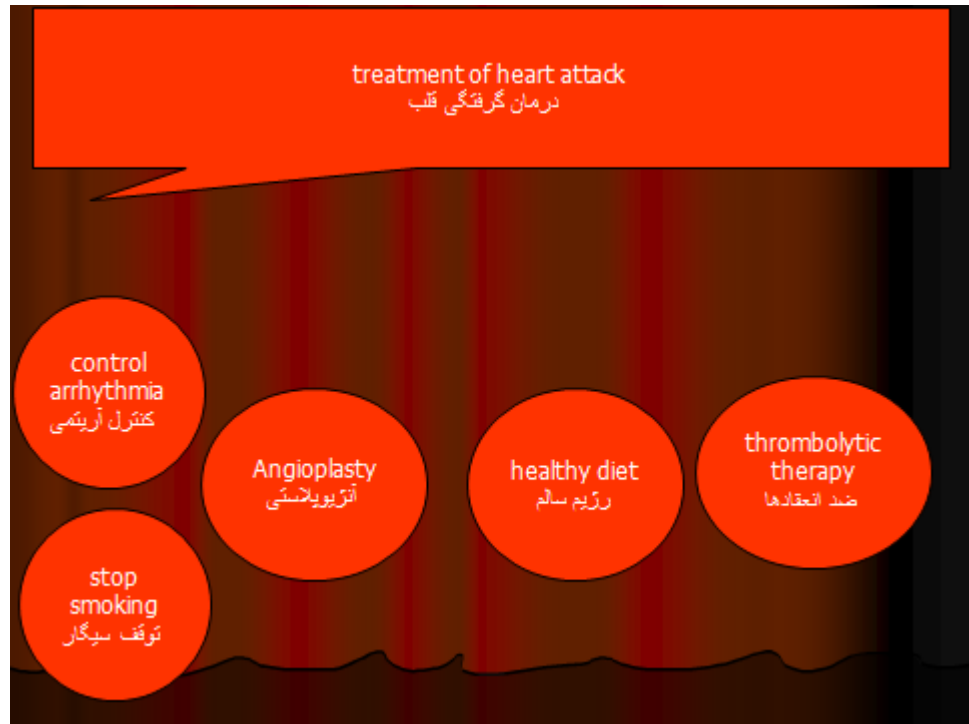 treatment of heart attack
درمان گرفتگی قلب
control
arrhythmia
کنترل آریتمی
Angioplasty
آنژیوپلاستی
healthy diet
رژیم سالم
thrombolytic
therapy
ضد انعقادها
stop
smoking
توقف سیگار